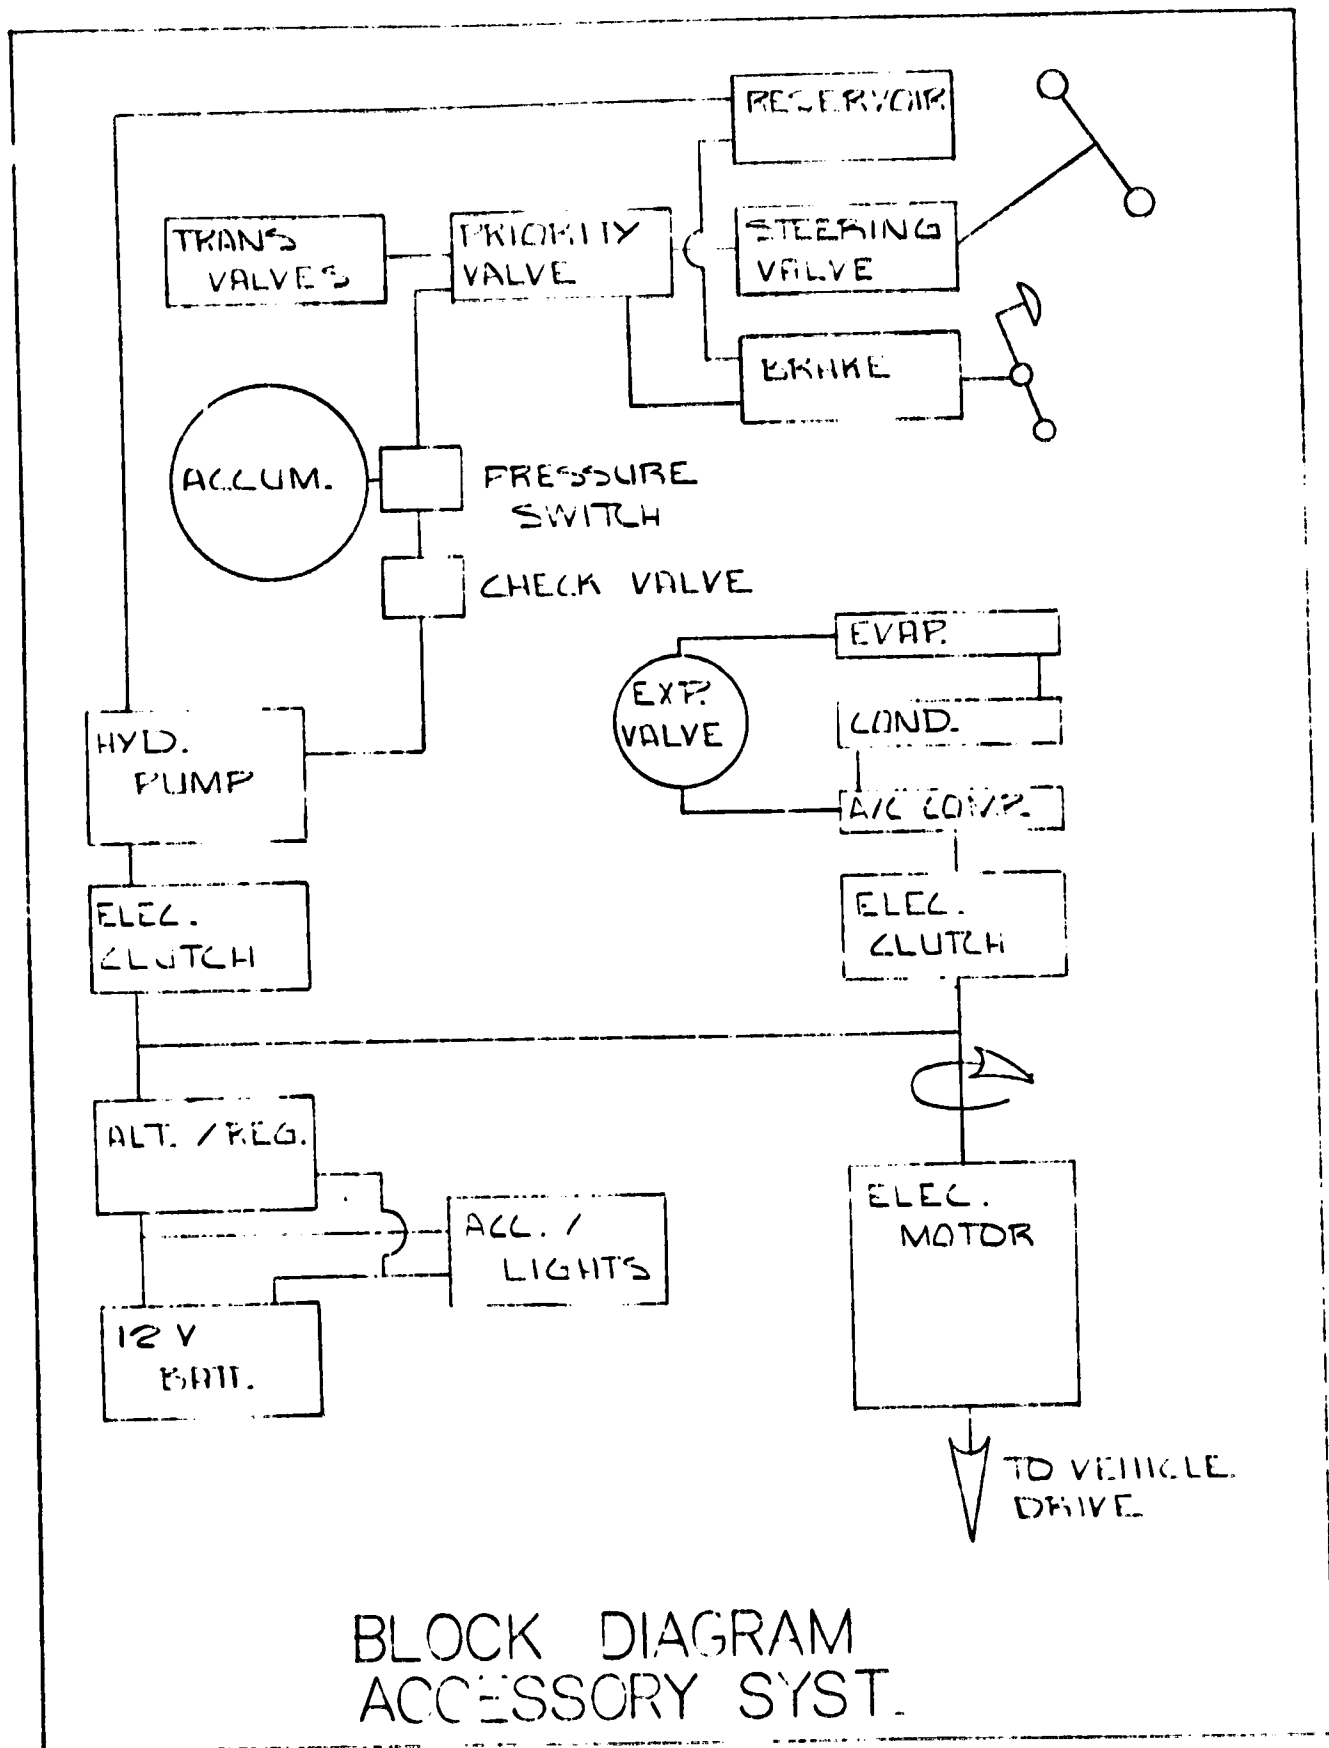 RESERVOIR
TRANS
VALVES
PRIORITY
VALVE
STEERING
VALVE
BRAKE
ACCUM.
PRESSURE
SWITCH
CHECK VALVE
EVAP.
EXP.
VALVE
COND.
A/C COMP.
HYD.
PUMP
ELEC.
CLUTCH
ELEC.
CLUTCH
ALT. / REG.
ELEC.
MOTOR
ACC. /
LIGHTS
12 V
BATT.
TO VEHICLE
DRIVE
BLOCK DIAGRAM
ACCESSORY SYST.